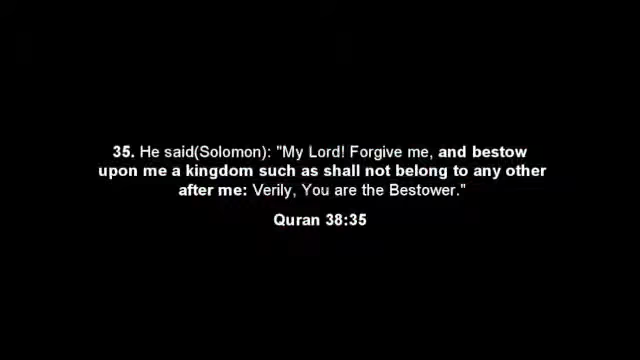 35. He said(Solomon): "My Lord! Forgive me, and bestow
upon me a kingdom such as shall not belong to any other
after me: Verily, You are the Bestower."
Quran 38:35